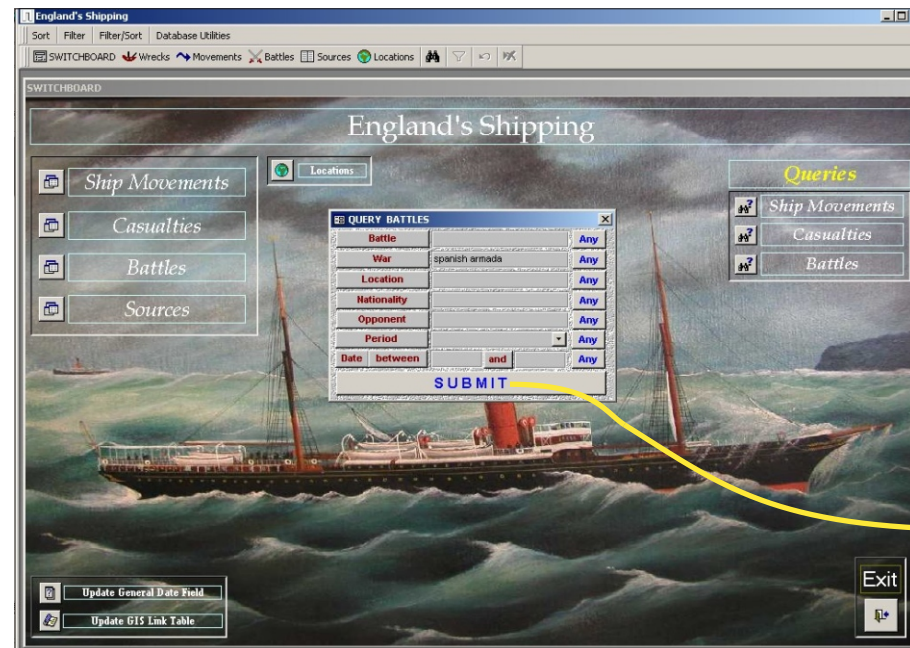 England's Shipping
Sort Filter Filter/Sort Database Utilities
SWITCHBOARD Wrecks Movements Battles Sources Locations
SWITCHBOARD
England's Shipping
Ship Movements
Casualties
Battles
Sources
Locations
QUERY BATTLES
Battle Any
War spanish armada Any
Location Any
Nationality Any
Opponent Any
Period Any
Date between and Any
SUBMIT
Queries
Ship Movements
Casualties
Battles
Update General Date Field
Update GIS Link Table
Exit